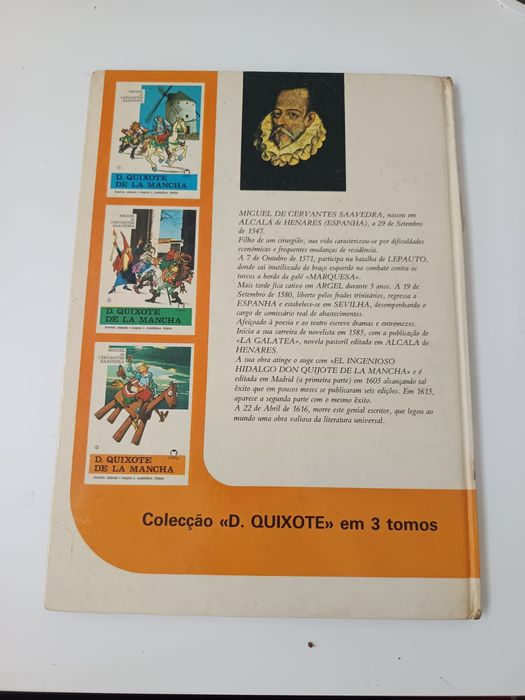 MIGUEL
DE
CERVANTES
SAAVEDRA
D. QUIXOTE
DE LA MANCHA
MIGUEL
DE
CERVANTES
SAAVEDRA
D. QUIXOTE
DE LA MANCHA
MIGUEL
DE
CERVANTES
SAAVEDRA
D. QUIXOTE
DE LA MANCHA
MIGUEL DE CERVANTES SAAVEDRA, nasceu em
ALCALÁ de HENARES (ESPANHA), a 29 de Setembro
de 1547.
Filho de um cirurgião, sua vida caracterizou-se por dificuldades
económicas e frequentes mudanças de residência.
A 7 de Outubro de 1571, participa na batalha de LEPAUTO,
donde sai inutilizado do braço esquerdo no combate contra os
turcos a bordo da galé «MARQUESA».
Mais tarde fica cativo em ARGEL durante 5 anos. A 19 de
Setembro de 1580, liberto pelos frades trinitários, regressa a
ESPANHA e estabelece-se em SEVILHA, desempenhando o
cargo de comissário real de abastecimentos.
Afeiçoado à poesia e ao teatro escreve dramas e entremezes.
Inicia a sua carreira de novelista em 1585, com a publicação de
«LA GALATEA», novela pastoril editada em ALCALA de
HENARES.
A sua obra atinge o auge com «EL INGENIOSO
HIDALGO DON QUIJOTE DE LA MANCHA» e é
editada em Madrid (a primeira parte) em 1605 alcançando tal
êxito que em poucos meses se publicaram seis edições. Em 1615,
aparece a segunda parte com o mesmo êxito.
A 22 de Abril de 1616, morre este genial escritor, que legou ao
mundo uma obra valiosa da literatura universal.
Colecção «D. QUIXOTE» em 3 tomos